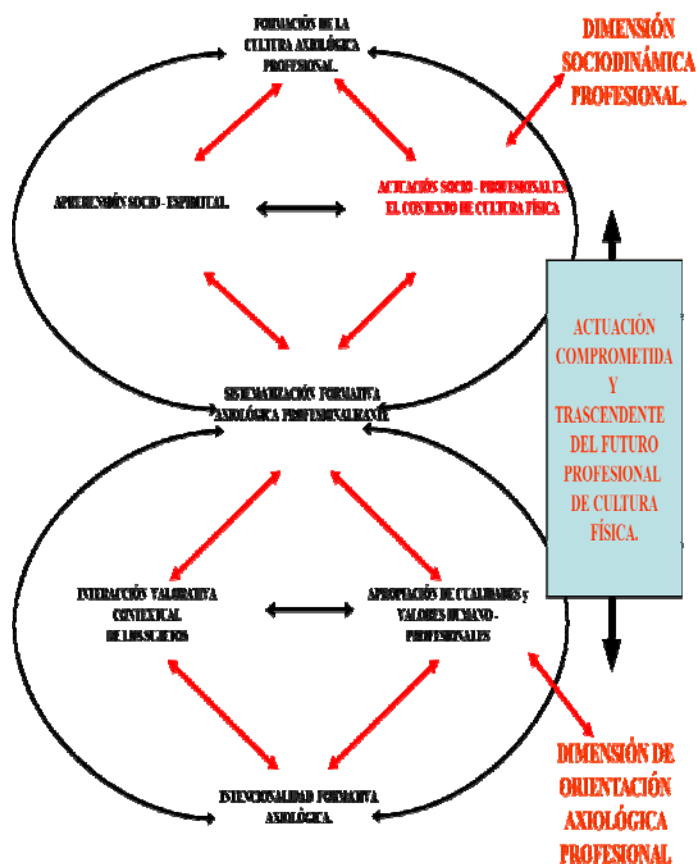 FORMACIÓN DE LA
CULTURA AXIOLÓGICA
PROFESIONAL.
DIMENSIÓN
SOCIODINÁMICA
PROFESIONAL.
APREHENSIÓN SOCIO - ESPIRITUAL.
ACTUACIÓN SOCIO - PROFESIONAL EN
EL CONTEXTO DE CULTURA FÍSICA
ACTUACIÓN
COMPROMETIDA
Y
TRASCENDENTE
DEL FUTURO
PROFESIONAL
DE CULTURA
FÍSICA.
SISTEMATIZACIÓN FORMATIVA
AXIOLÓGICA PROFESIONALIZANTE
INTERACCIÓN VALORATIVA
CONTEXTUAL
DE LOS SUJETOS
APROPIACIÓN DE CUALIDADES y
VALORES HUMANO -
PROFESIONALES
INTENCIONALIDAD FORMATIVA
AXIOLÓGICA.
DIMENSIÓN DE
ORIENTACIÓN
AXIOLÓGICA
PROFESIONAL